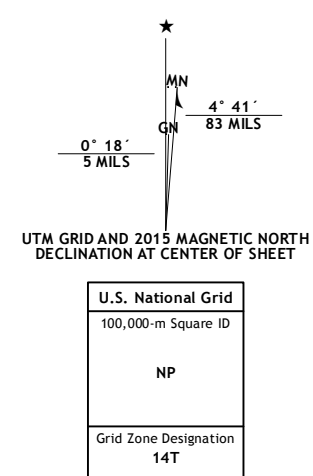 MN
GN
4° 41´
83 MILS
0° 18´
5 MILS
UTM GRID AND 2015 MAGNETIC NORTH
DECLINATION AT CENTER OF SHEET
U.S. National Grid
100,000-m Square ID
NP
Grid Zone Designation
14T